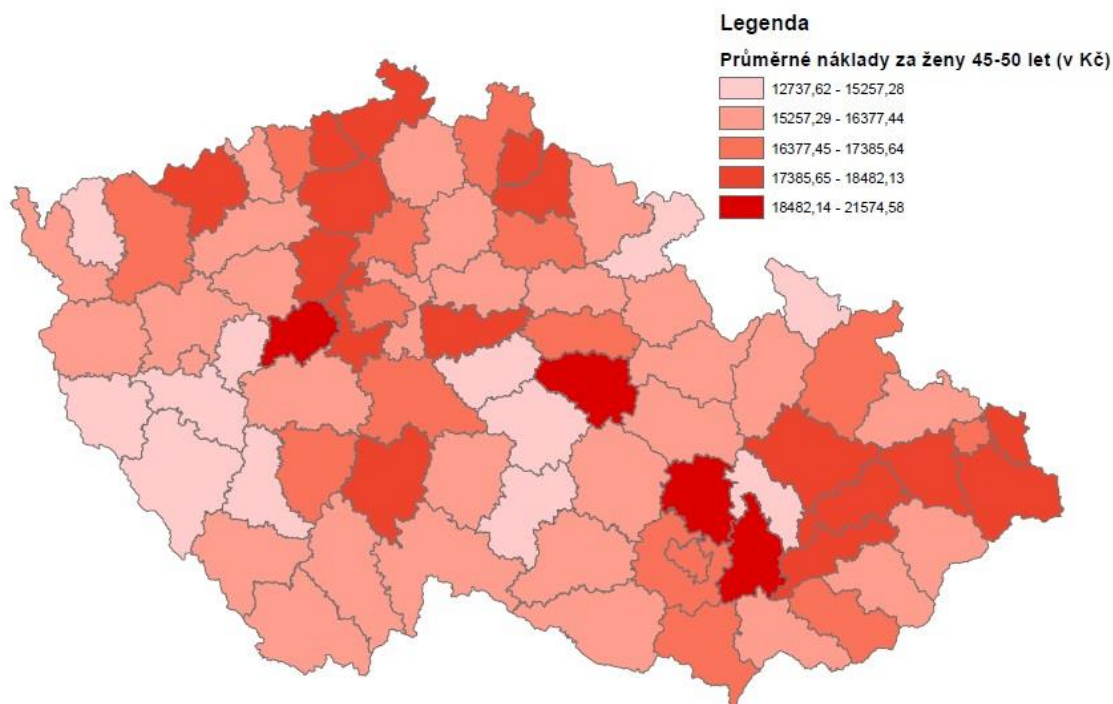 Legenda
Průměrné náklady za ženy 45-50 let (v Kč)
12737,62 - 15257,28
15257,29 - 16377,44
16377,45 - 17385,64
17385,65 - 18482,13
18482,14 - 21574,58